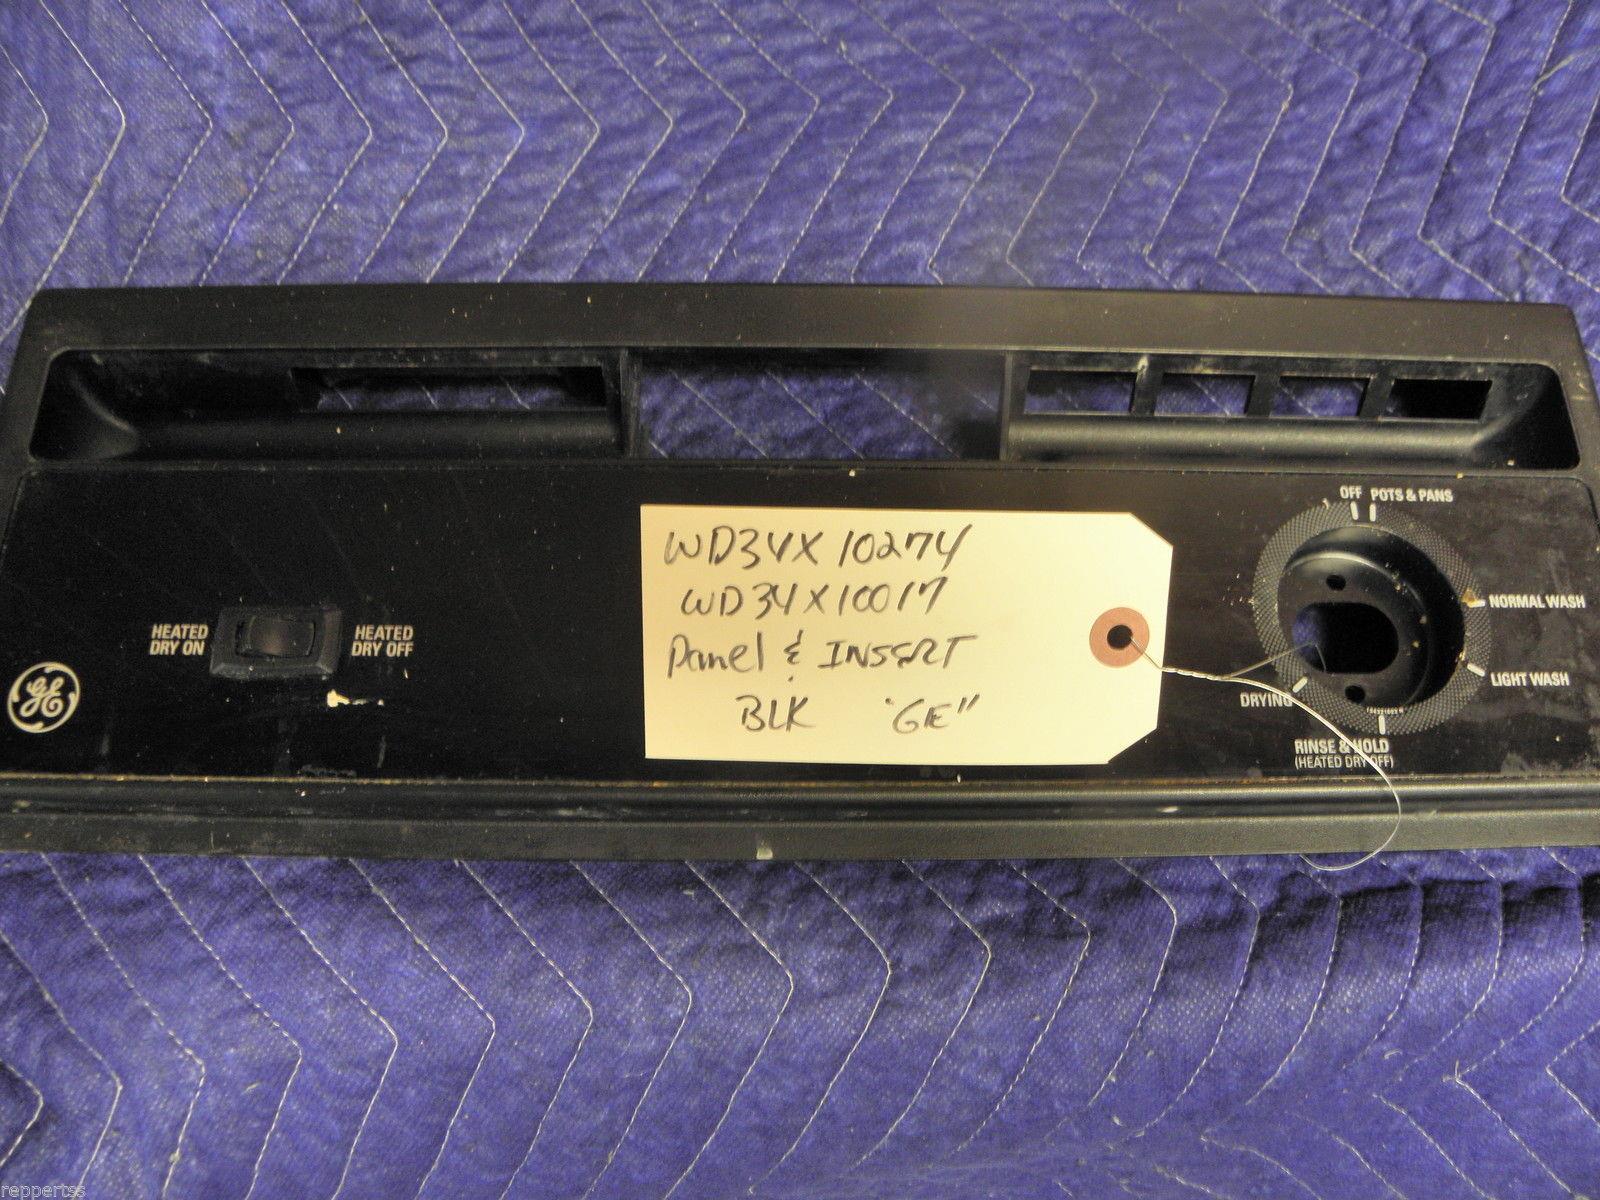 OFF POTS & PANS
WD34X10274
WD34X10017
Panel & INSERT
BLK "GE"
NORMAL WASH
HEATED
DRY ON
HEATED
DRY OFF
LIGHT WASH
GE
DRYING
RINSE & HOLD
(HEATED DRY OFF)
reppertss